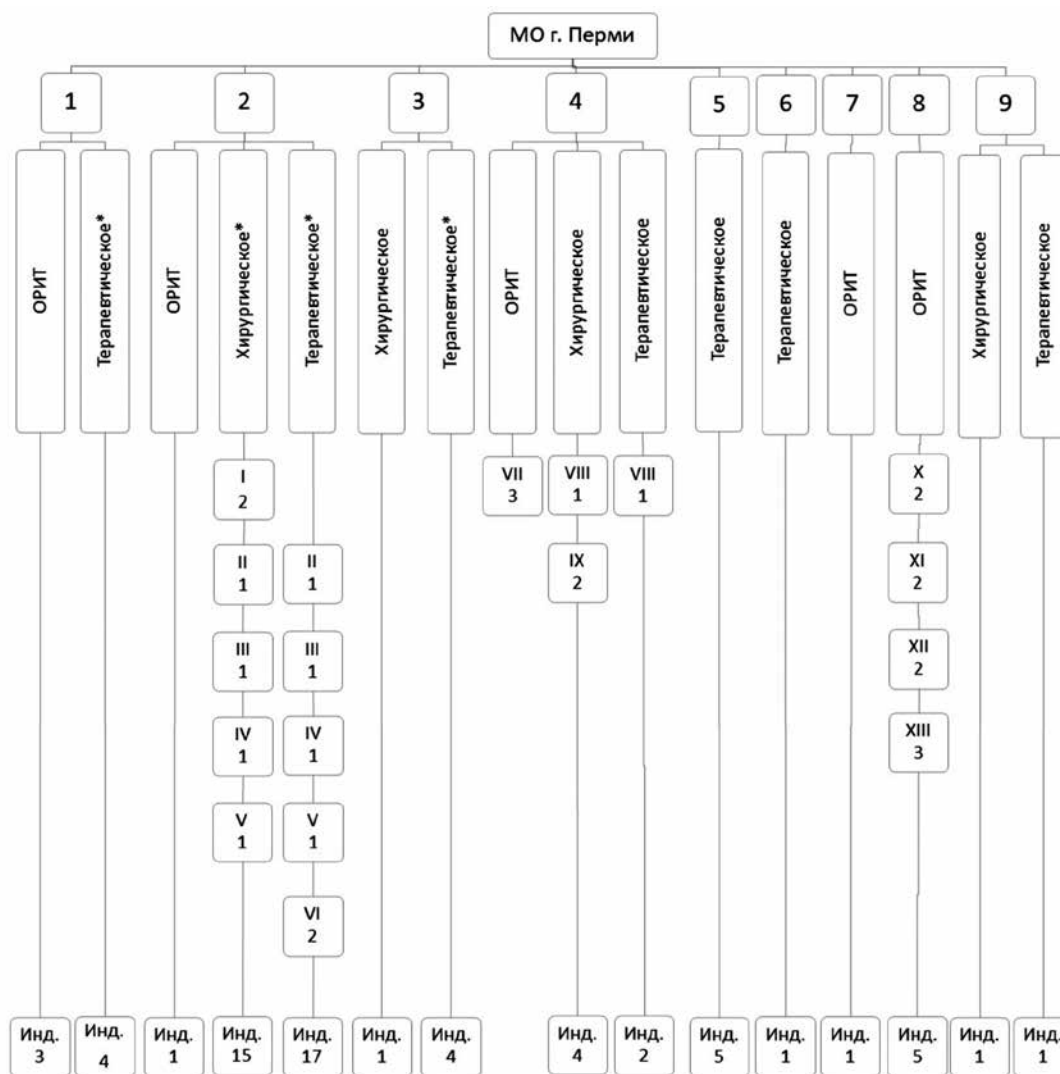 МО г. Перми
1 2 3 4 5 6 7 8 9
ОРИТ
Терапевтическое*
ОРИТ
Хирургическое*
Терапевтическое*
Хирургическое
Терапевтическое*
ОРИТ
Хирургическое
Терапевтическое
Терапевтическое
Терапевтическое
ОРИТ
ОРИТ
Хирургическое
Терапевтическое
I VII VIII VIII X
2 3 1 1 2
II II IX XI
1 1 2 2
III III XII
1 1 2
IV IV XIII
1 1 3
V V
1 1
VI
2
Инд. Инд. Инд. Инд. Инд. Инд. Инд. Инд. Инд. Инд. Инд. Инд. Инд. Инд. Инд.
3 4 1 15 17 1 4 4 2 5 1 1 5 1 1